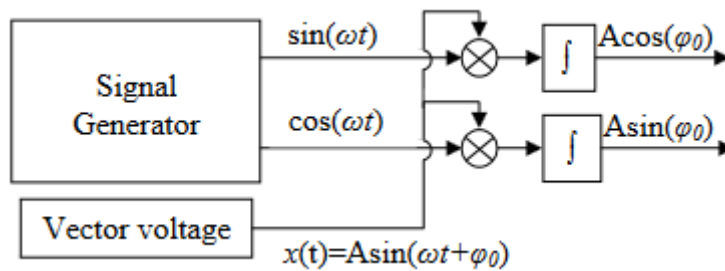 sin(ωt)
Acos(φ₀)
∫
Signal
Generator
cos(ωt)
Asin(φ₀)
∫
Vector voltage
x(t)=Asin(ωt+φ₀)